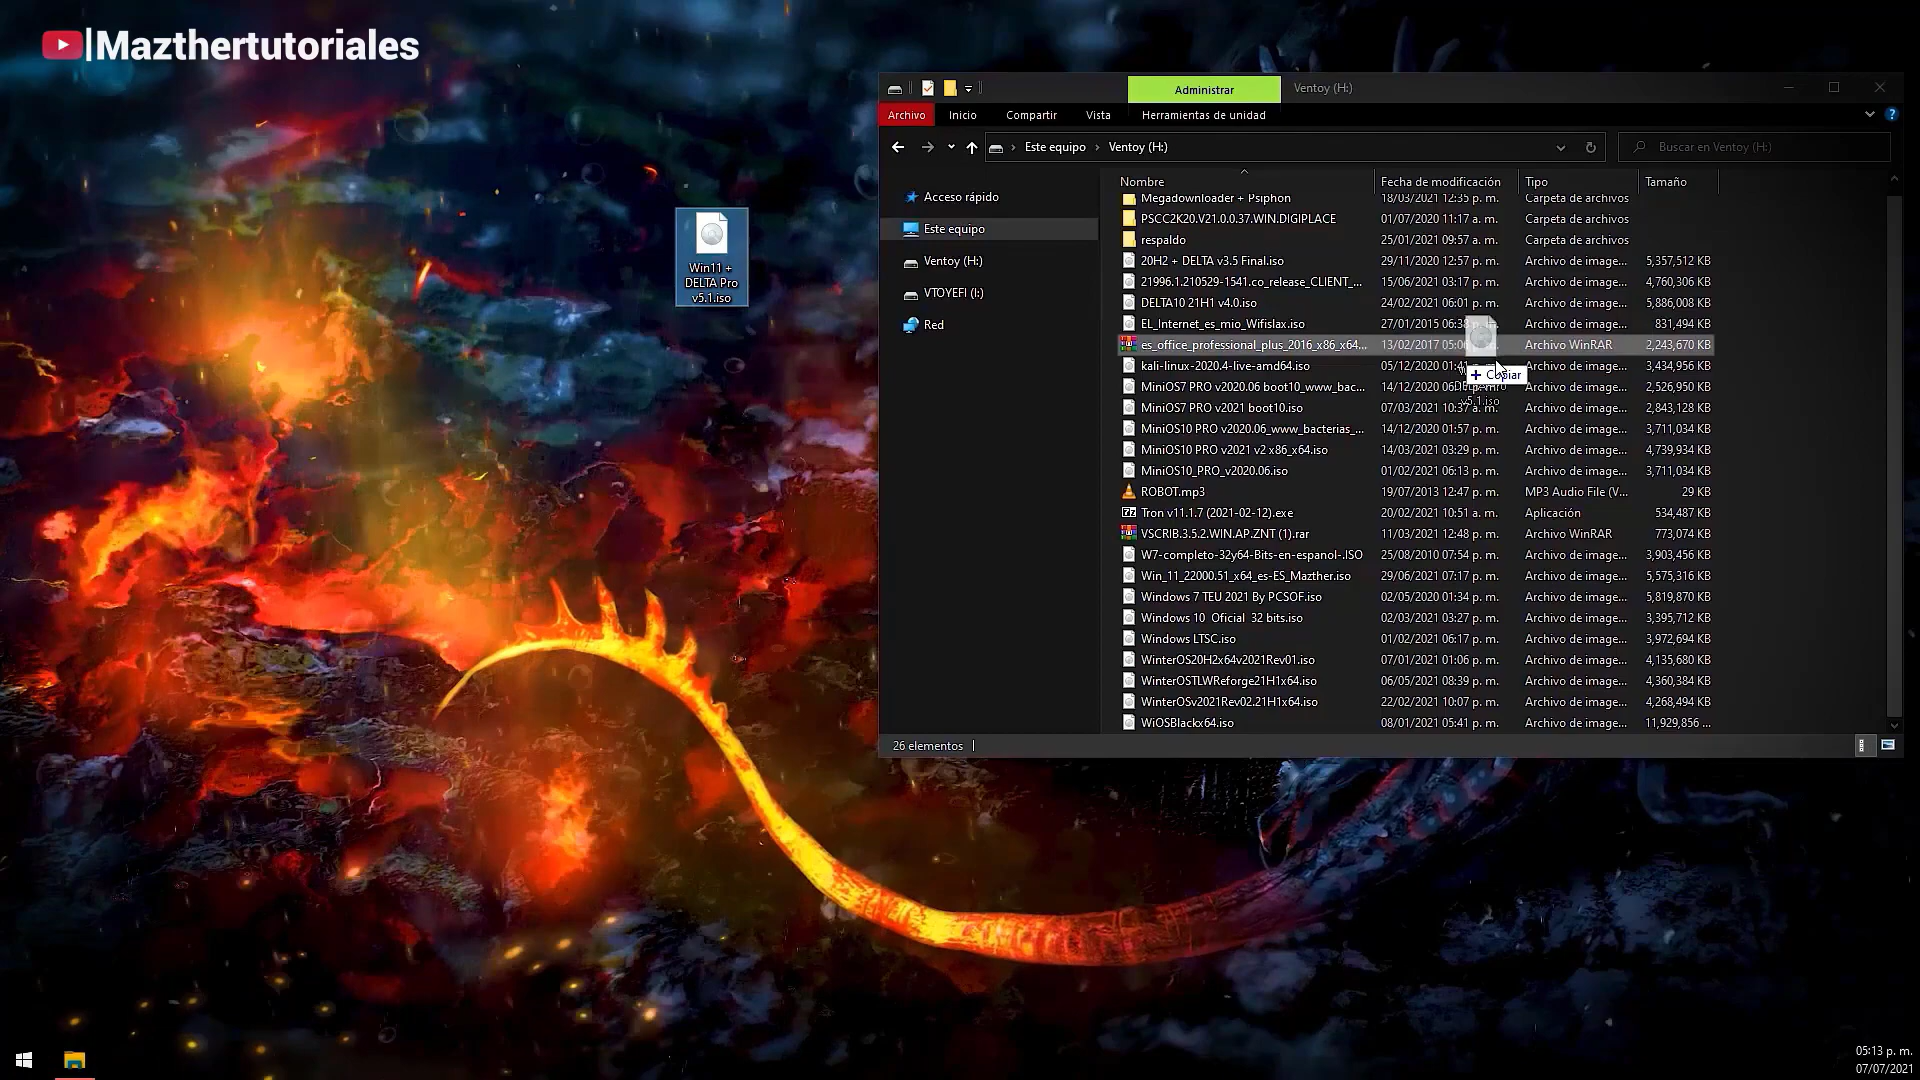 |Mazthertutoriales
Administrar
Ventoy (H:)
Archivo
Inicio
Compartir
Vista
Herramientas de unidad
Este equipo
Ventoy (H:)
Buscar en Ventoy (H:)
Nombre
Fecha de modificación
Tipo
Tamaño
Acceso rápido
Este equipo
Ventoy (H:)
VTOYEFI (I:)
Red
Win11 +
DELTA Pro
v5.1.iso
Megadownloader + Psiphon 18/03/2021 12:35 p. m. Carpeta de archivos
PSCC2K20.V21.0.0.37.WIN.DIGIPLACE 01/07/2020 11:17 a. m. Carpeta de archivos
respaldo 25/01/2021 09:57 a. m. Carpeta de archivos
20H2 + DELTA v3.5 Final.iso 29/11/2020 12:57 p. m. Archivo de image... 5,357,512 KB
21996.1.210529-1541.co_release_CLIENT_... 15/06/2021 03:17 p. m. Archivo de image... 4,760,306 KB
DELTA10 21H1 v4.0.iso 24/02/2021 06:01 p. m. Archivo de image... 5,886,008 KB
EL_Internet_es_mio_Wifislax.iso 27/01/2015 06:38 p. m. Archivo de image... 831,494 KB
es_office_professional_plus_2016_x86_x64... 13/02/2017 Archivo WinRAR 2,243,670 KB
kali-linux-2020.4-live-amd64.iso 05/12/2020 Archivo de image... 3,434,956 KB
+ Copiar
MiniOS7 PRO v2020.06 boot10_www_bac... 14/12/2020 Archivo de image... 2,526,950 KB
MiniOS7 PRO v2021 boot10.iso 07/03/2021 10:37 a. m. Archivo de image... 2,843,128 KB
v5.1.iso
MiniOS10 PRO v2020.06_www_bacterias_... 14/12/2020 01:57 p. m. Archivo de image... 3,711,034 KB
MiniOS10 PRO v2021 v2 x86_x64.iso 14/03/2021 03:29 p. m. Archivo de image... 4,739,934 KB
MiniOS10_PRO_v2020.06.iso 01/02/2021 06:13 p. m. Archivo de image... 3,711,034 KB
ROBOT.mp3 19/07/2013 12:47 p. m. MP3 Audio File (V... 29 KB
Tron v11.1.7 (2021-02-12).exe 20/02/2021 10:51 a. m. Aplicación 534,487 KB
VSCRIB.3.5.2.WIN.AP.ZNT (1).rar 11/03/2021 12:48 p. m. Archivo WinRAR 773,074 KB
W7-completo-32y64-Bits-en-espanol-.ISO 25/08/2010 07:54 p. m. Archivo de image... 3,903,456 KB
Win_11_22000.51_x64_es-ES_Mazther.iso 29/06/2021 07:17 p. m. Archivo de image... 5,575,316 KB
Windows 7 TEU 2021 By PCSOF.iso 02/05/2020 01:34 p. m. Archivo de image... 5,819,870 KB
Windows 10 Oficial 32 bits.iso 02/03/2021 03:27 p. m. Archivo de image... 3,395,712 KB
Windows LTSC.iso 01/02/2021 06:17 p. m. Archivo de image... 3,972,694 KB
WinterOS20H2x64v2021Rev01.iso 07/01/2021 01:06 p. m. Archivo de image... 4,135,680 KB
WinterOSTLWReforge21H1x64.iso 06/05/2021 08:39 p. m. Archivo de image... 4,360,384 KB
WinterOSv2021Rev02.21H1x64.iso 22/02/2021 10:07 p. m. Archivo de image... 4,268,494 KB
WiOSBlackx64.iso 08/01/2021 05:41 p. m. Archivo de image... 11,929,856 ...
26 elementos
05:13 p. m.
07/07/2021